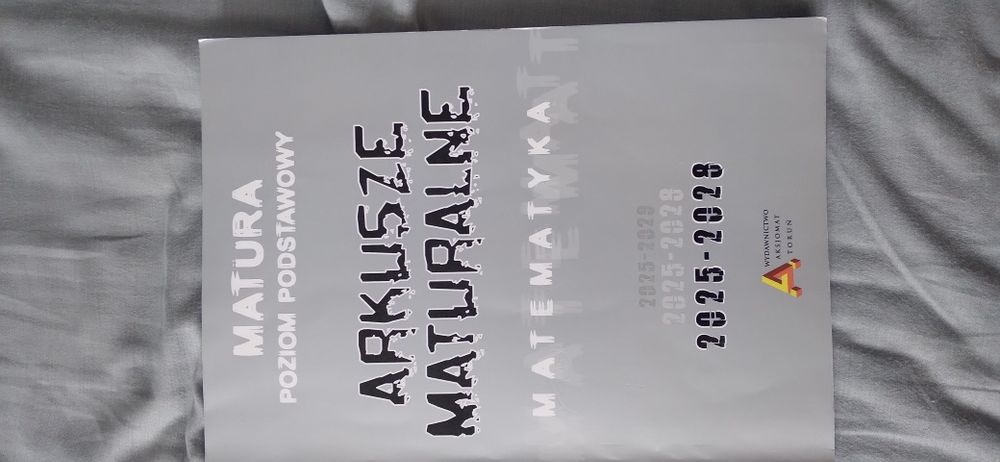 MATURA
POZIOM PODSTAWOWY
ARKUSZE
MATURALNE
MATEMATYKA
2025-2028
2025-2028
2025-2028
WYDAWNICTWO
AKSJOMAT
TORUŃ